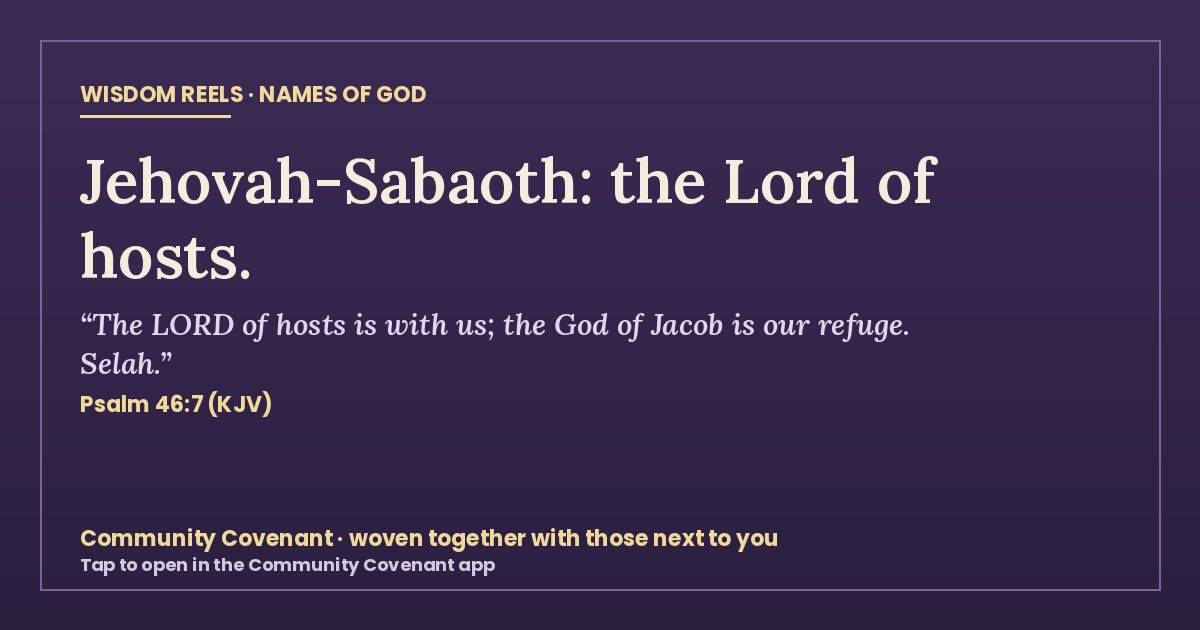 WISDOM REELS · NAMES OF GOD
Jehovah-Sabaoth: the Lord of
hosts.
“The LORD of hosts is with us; the God of Jacob is our refuge.
Selah.”
Psalm 46:7 (KJV)
Community Covenant · woven together with those next to you
Tap to open in the Community Covenant app